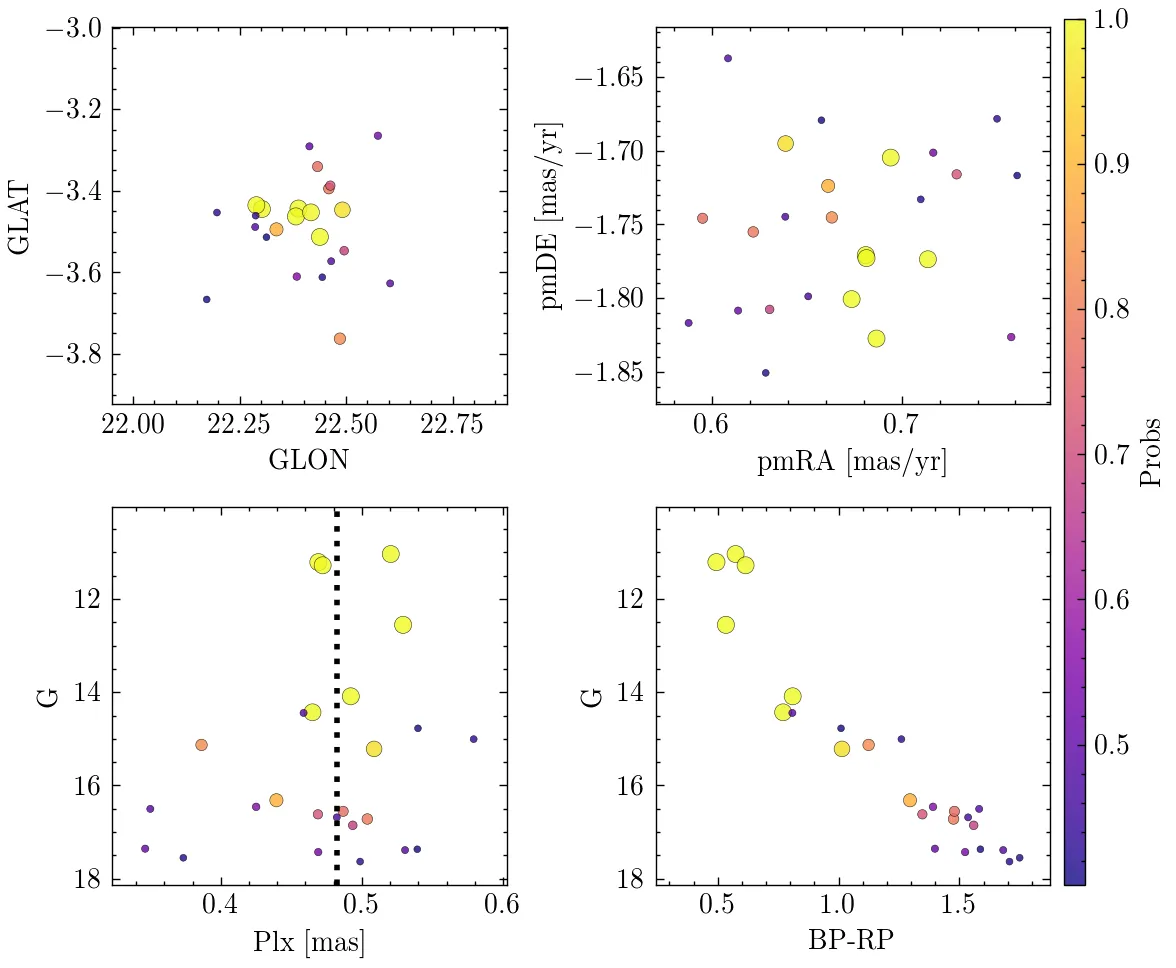 −3.0
−3.2
−3.4
−3.6
−3.8
GLAT
22.00 22.25 22.50 22.75
GLON
−1.65
−1.70
−1.75
−1.80
−1.85
pmDE [mas/yr]
0.6 0.7
pmRA [mas/yr]
12
14
16
18
G
0.4 0.5 0.6
Plx [mas]
12
14
16
18
G
0.5 1.0 1.5
BP-RP
1.0
0.9
0.8
0.7
0.6
0.5
Probs